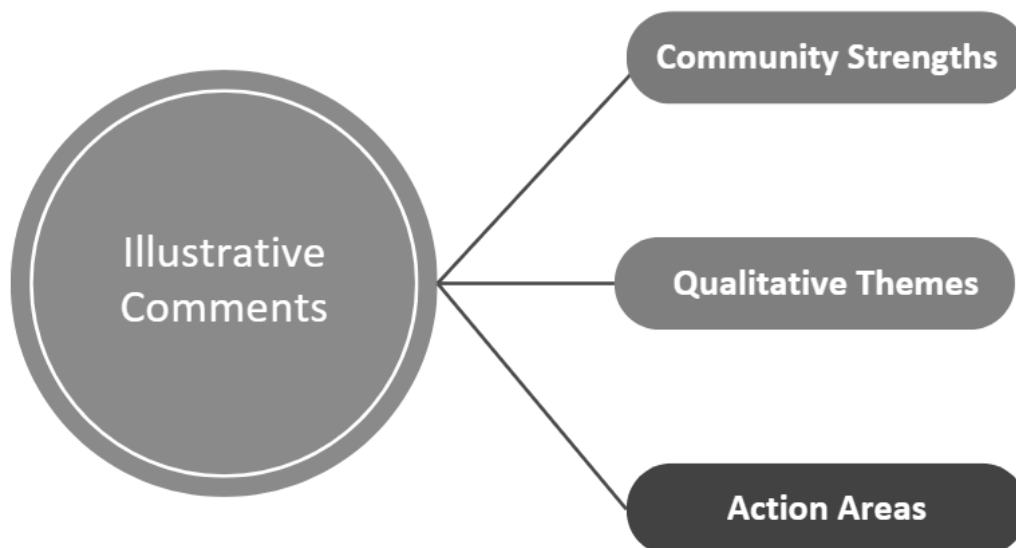 Illustrative
Comments
Community Strengths
Qualitative Themes
Action Areas